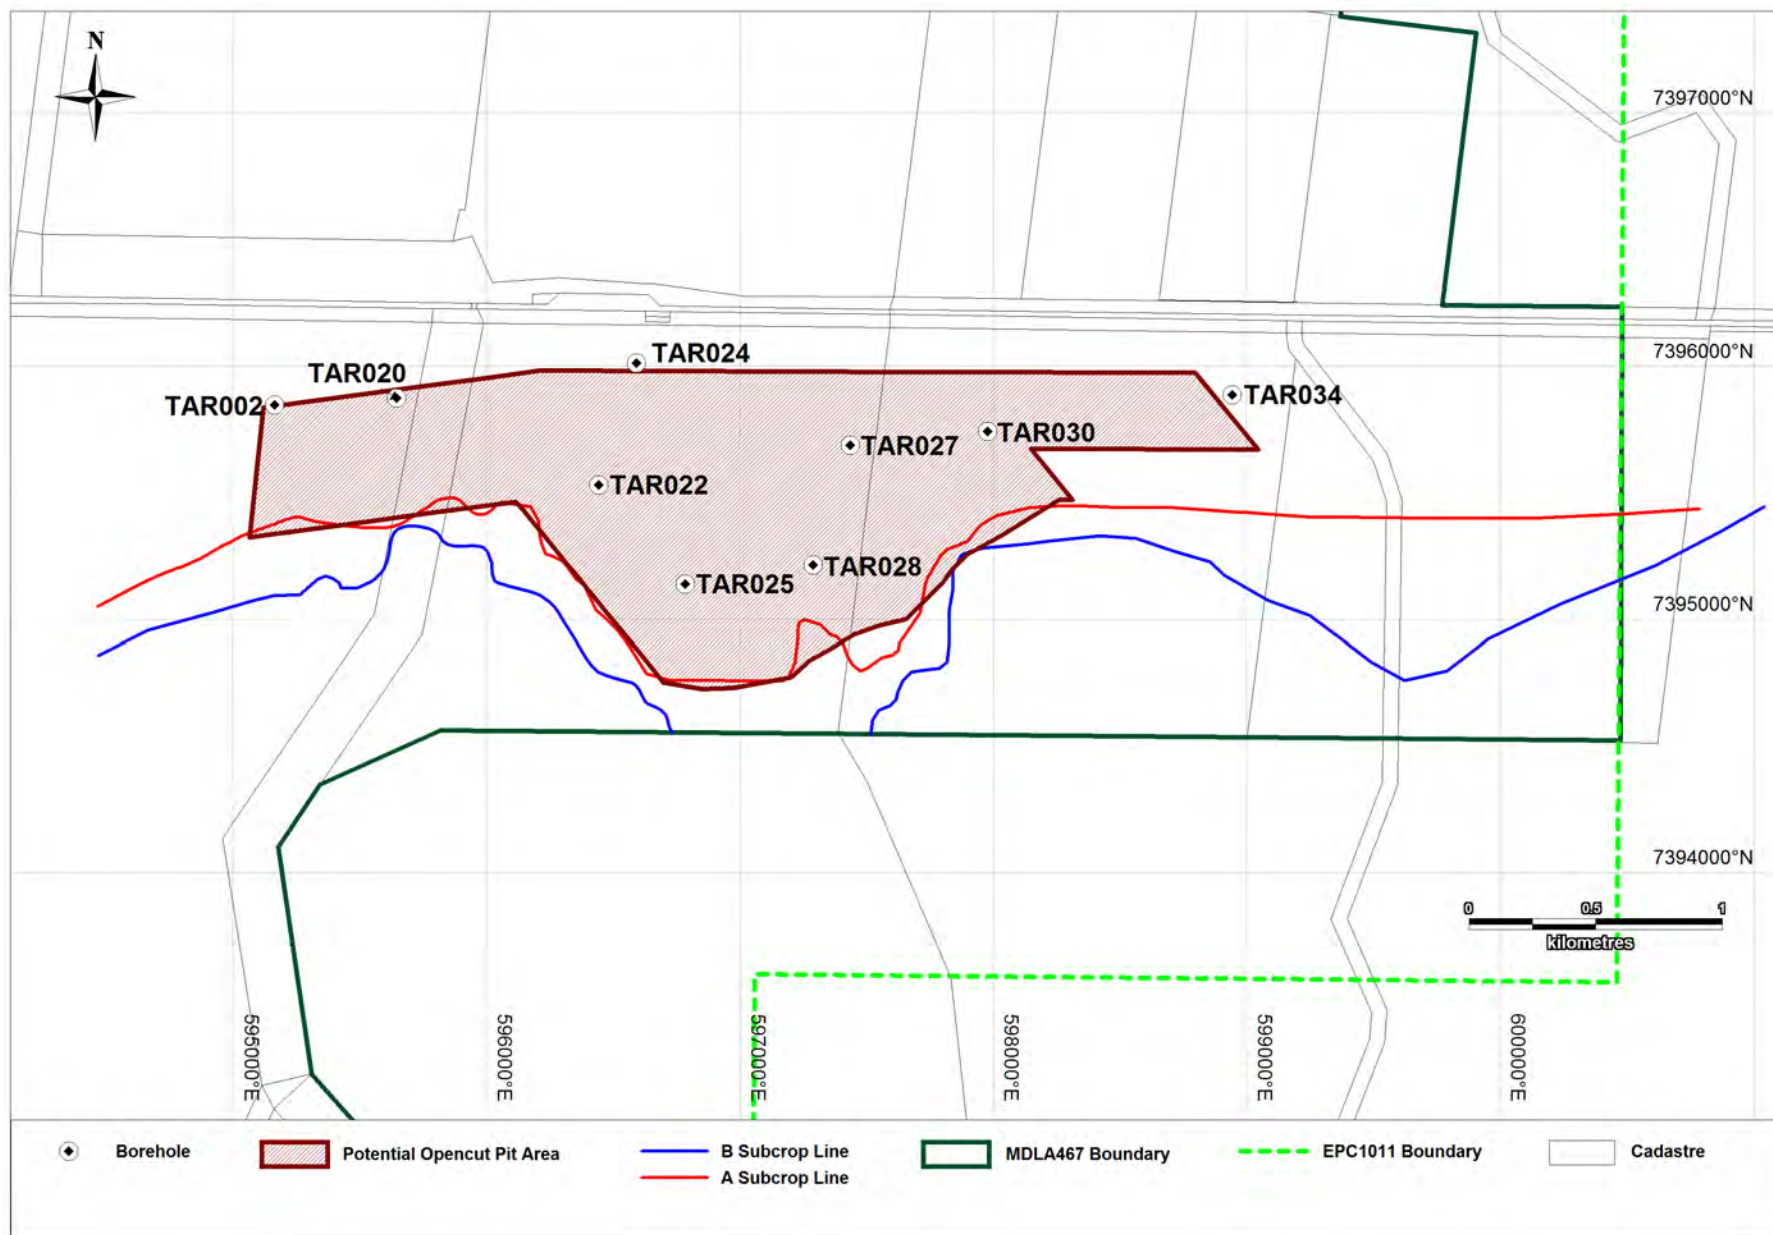 N
7397000°N
7396000°N
TAR024
TAR020
TAR034
TAR002
TAR030
TAR027
TAR022
TAR028
TAR025
7395000°N
7394000°N
0 0.5 1
kilometres
595000°E
596000°E
597000°E
598000°E
599000°E
600000°E
Borehole
Potential Opencut Pit Area
B Subcrop Line
A Subcrop Line
MDLA467 Boundary
EPC1011 Boundary
Cadastre